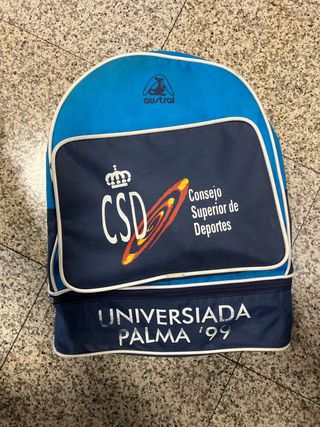 austral
CSD
Consejo
Superior de
Deportes
UNIVERSIADA
PALMA '99